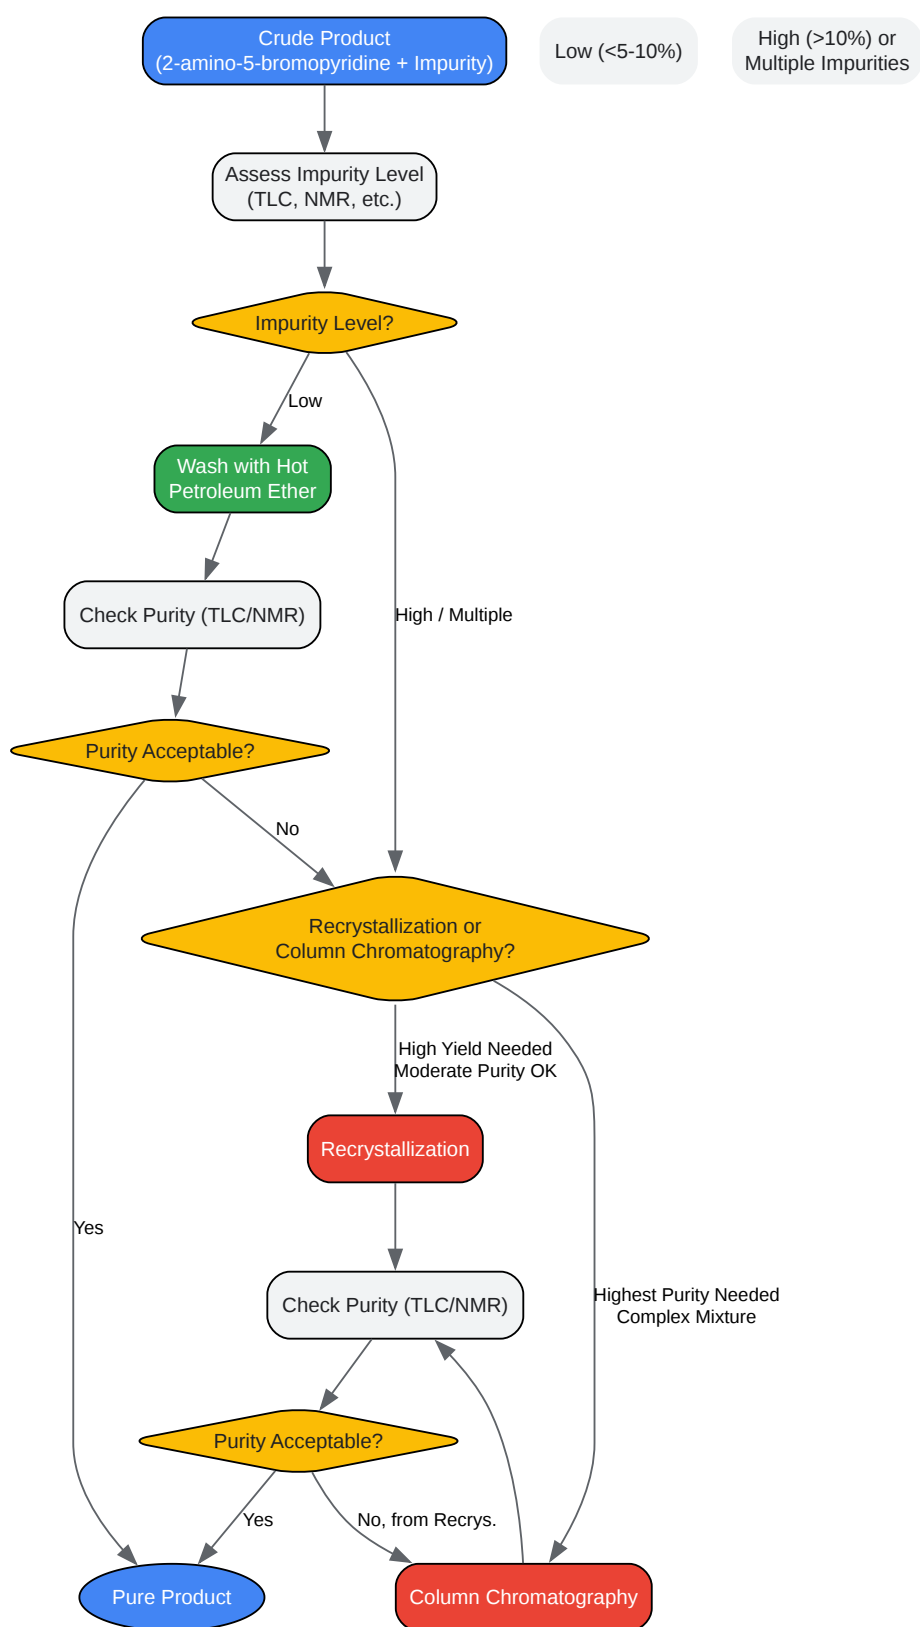 Crude Product
(2-amino-5-bromopyridine + Impurity)
Low (<5-10%)
High (>10%) or
Multiple Impurities
Assess Impurity Level
(TLC, NMR, etc.)
Impurity Level?
Low
Wash with Hot
Petroleum Ether
Check Purity (TLC/NMR)
High / Multiple
Purity Acceptable?
No
Recrystallization or
Column Chromatography?
High Yield Needed
Moderate Purity OK
Recrystallization
Yes
Check Purity (TLC/NMR)
Highest Purity Needed
Complex Mixture
Purity Acceptable?
Yes
No, from Recrys.
Pure Product
Column Chromatography